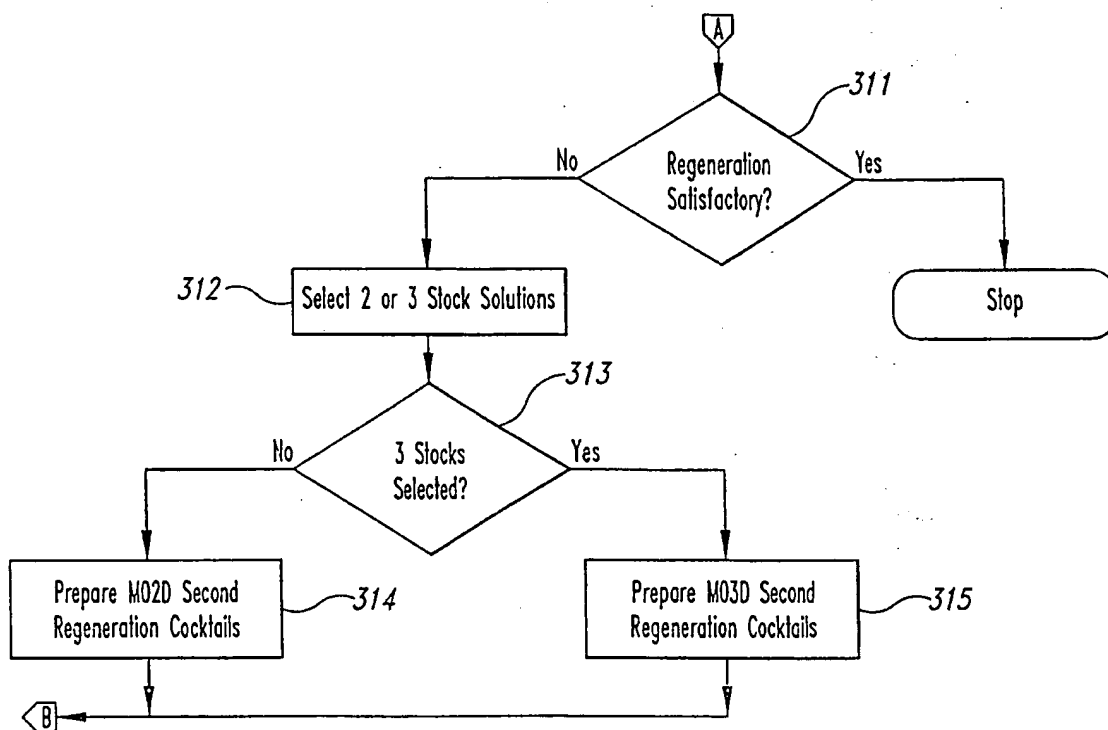 A
311
No
Regeneration
Satisfactory?
Yes
312
Select 2 or 3 Stock Solutions
Stop
313
No
3 Stocks
Selected?
Yes
Prepare M02D Second
Regeneration Cocktails
314
Prepare M03D Second
Regeneration Cocktails
315
B